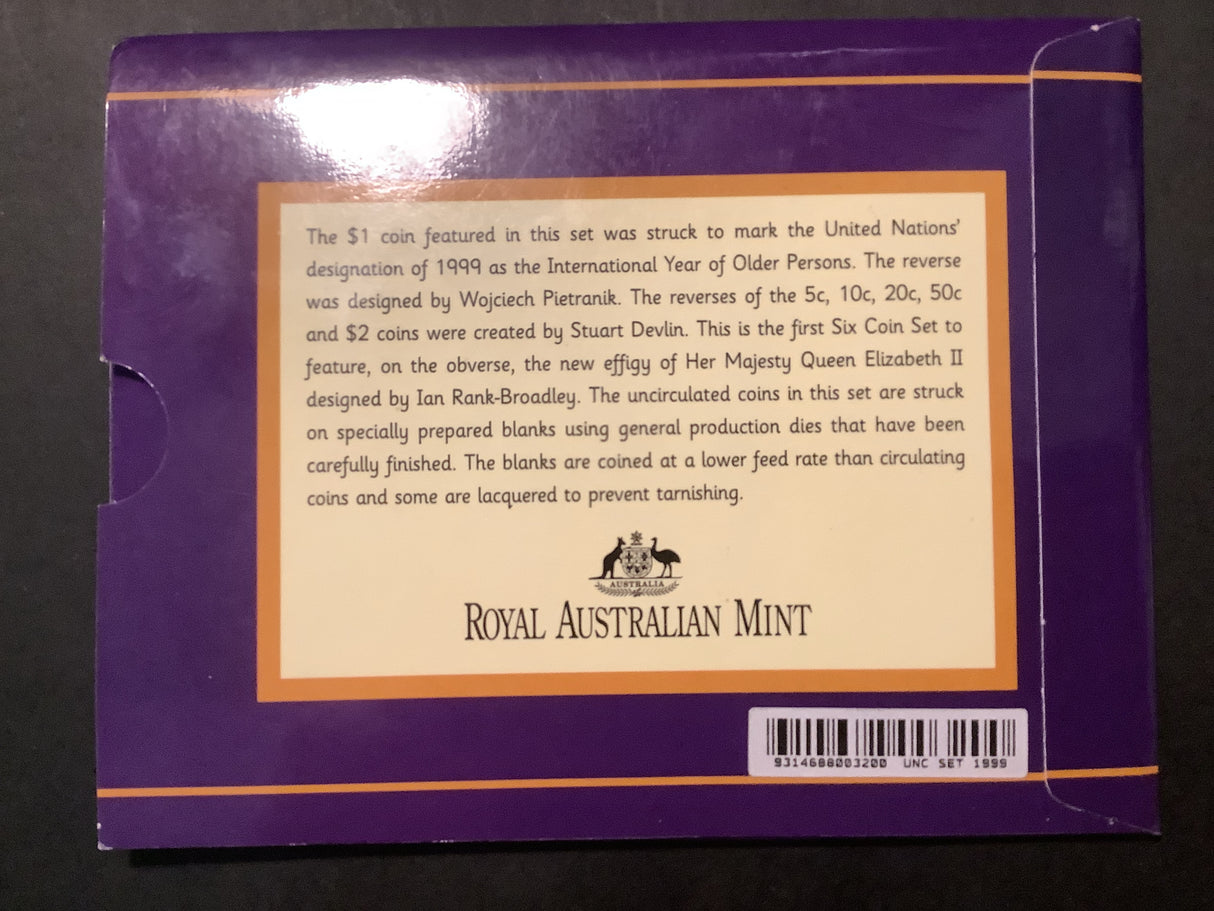 The $1 coin featured in this set was struck to mark the United Nations'
designation of 1999 as the International Year of Older Persons. The reverse
was designed by Wojciech Pietranik. The reverses of the 5c, 10c, 20c, 50c
and $2 coins were created by Stuart Devlin. This is the first Six Coin Set to
feature, on the obverse, the new effigy of Her Majesty Queen Elizabeth II
designed by Ian Rank-Broadley. The uncirculated coins in this set are struck
on specially prepared blanks using general production dies that have been
carefully finished. The blanks are coined at a lower feed rate than circulating
coins and some are lacquered to prevent tarnishing.
AUSTRALIA
ROYAL AUSTRALIAN MINT
9314688003200 UNC SET 1999